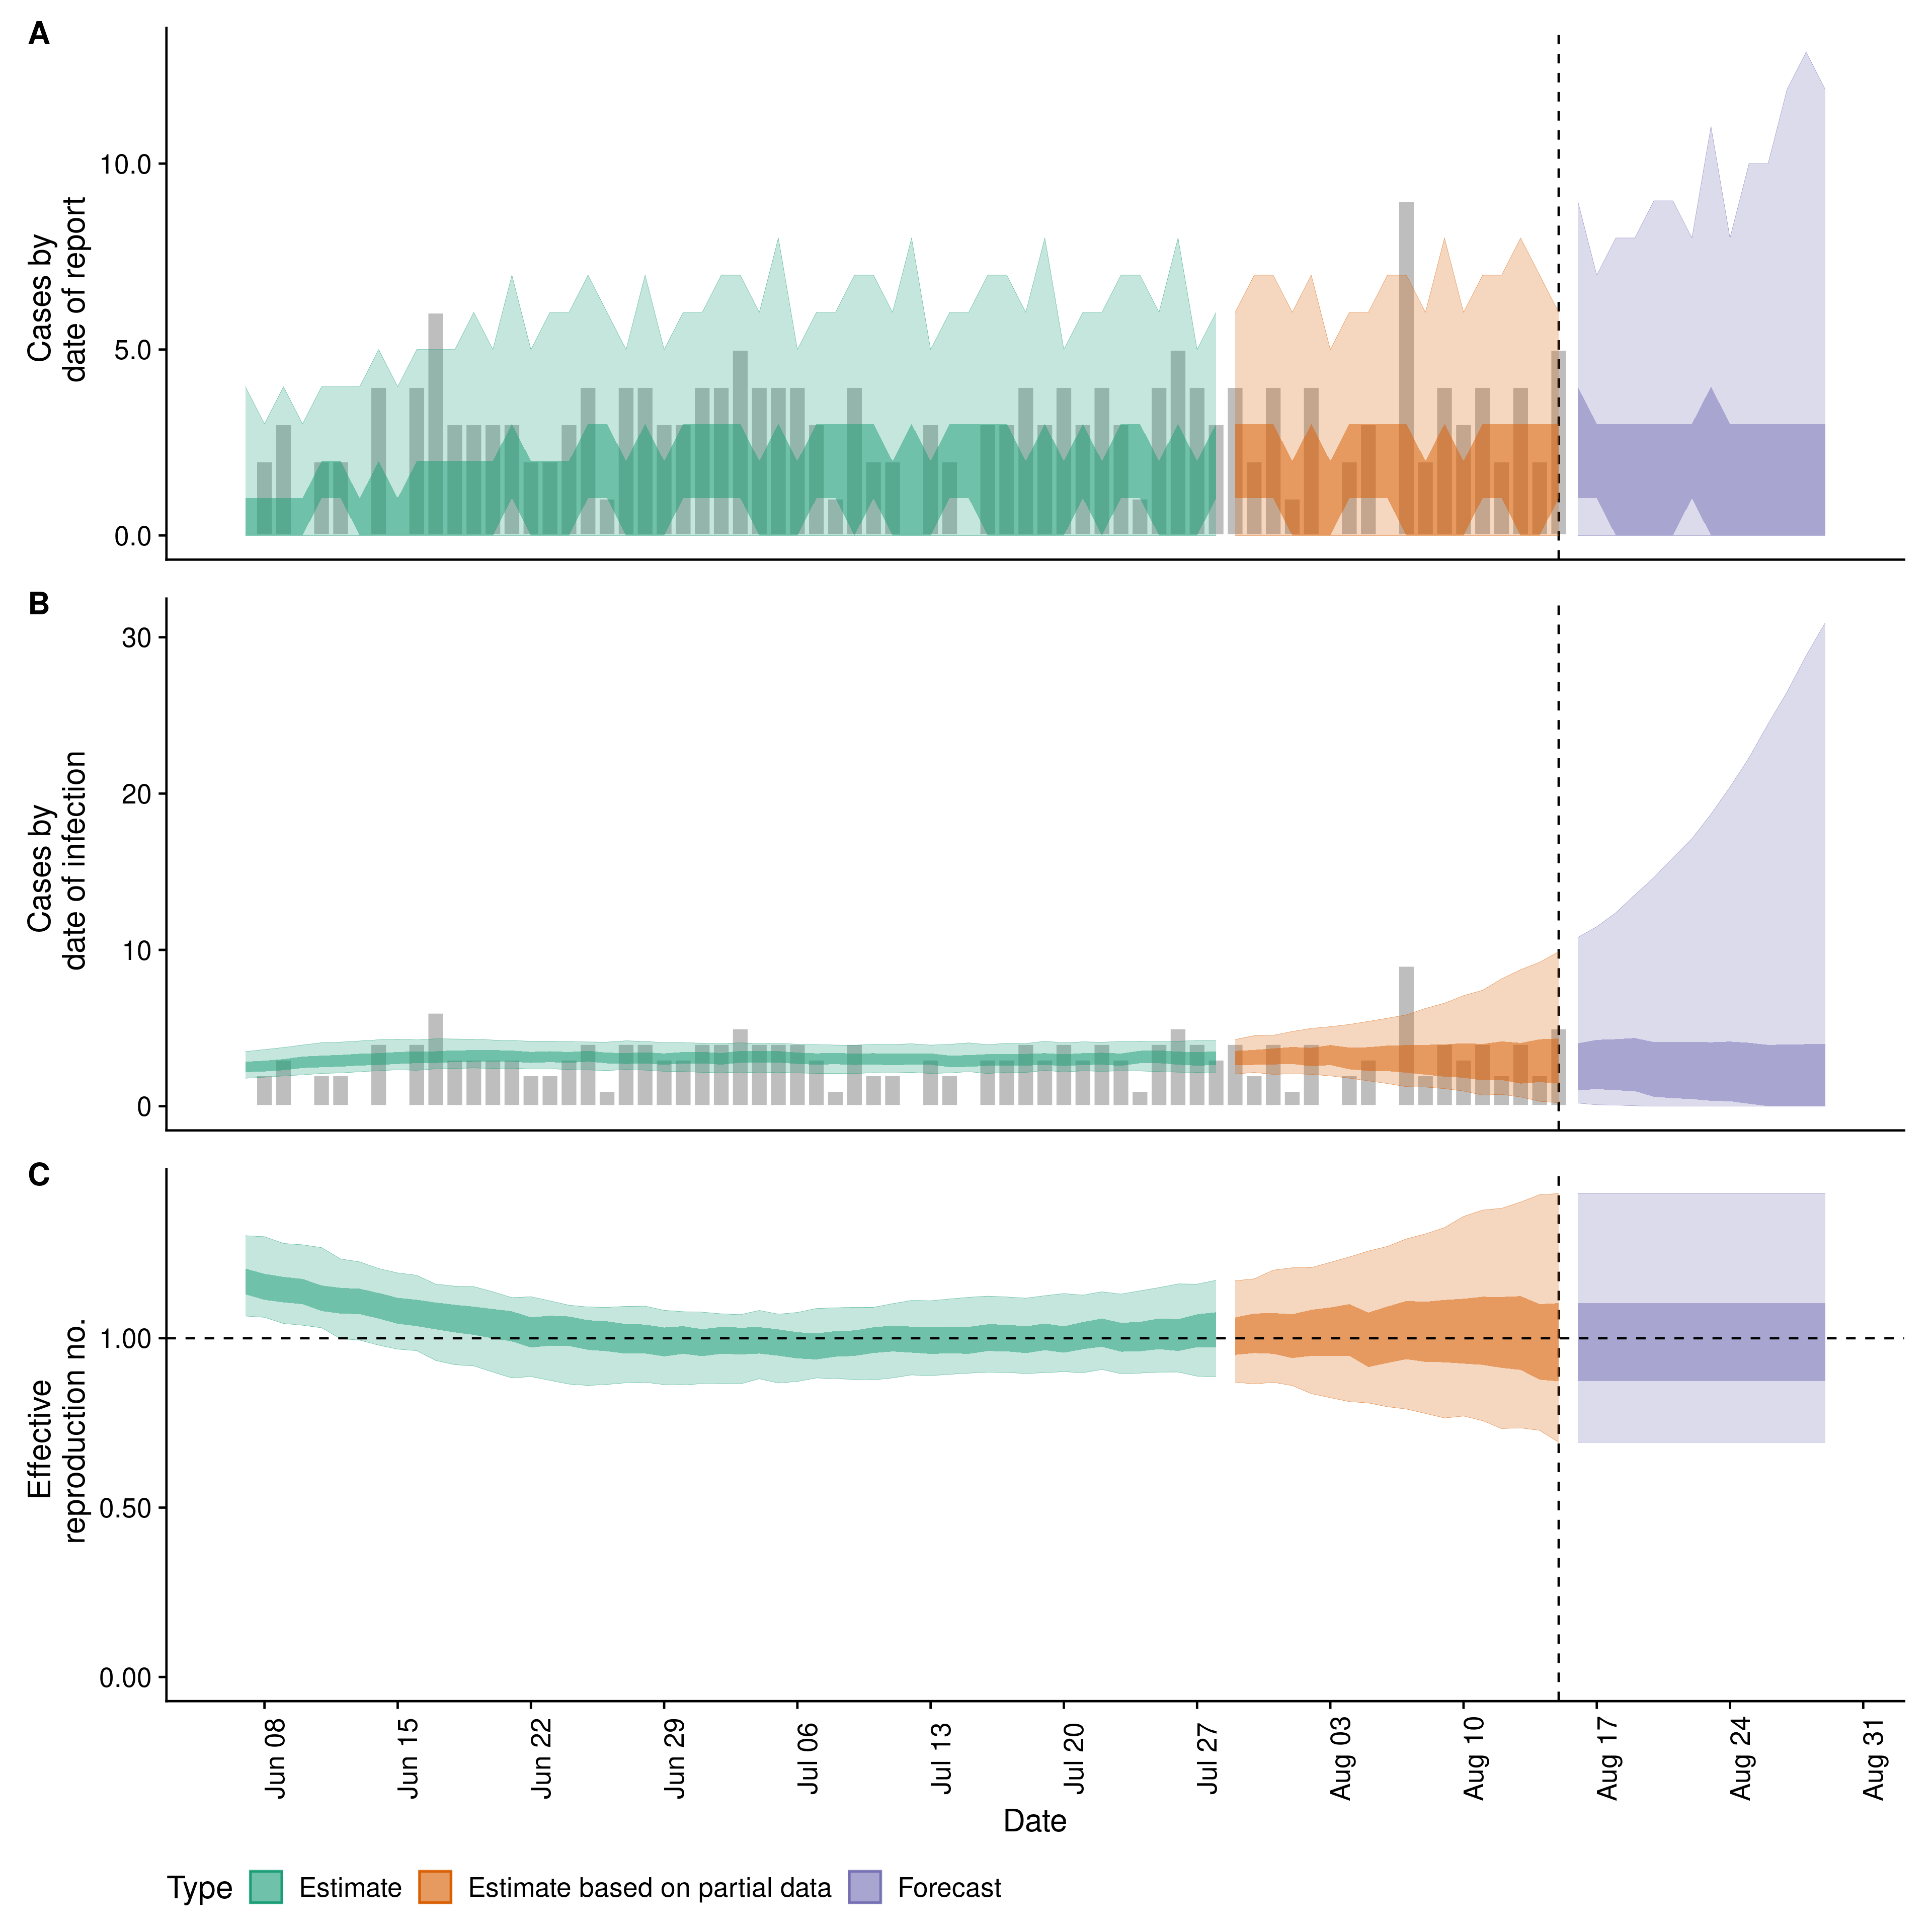 A
Cases by
date of report
10.0
5.0
0.0
B
Cases by
date of infection
30
20
10
0
C
Effective
reproduction no.
1.00
0.50
0.00
Jun 08
Jun 15
Jun 22
Jun 29
Jul 06
Jul 13
Jul 20
Jul 27
Aug 03
Aug 10
Aug 17
Aug 24
Aug 31
Date
Type Estimate Estimate based on partial data Forecast